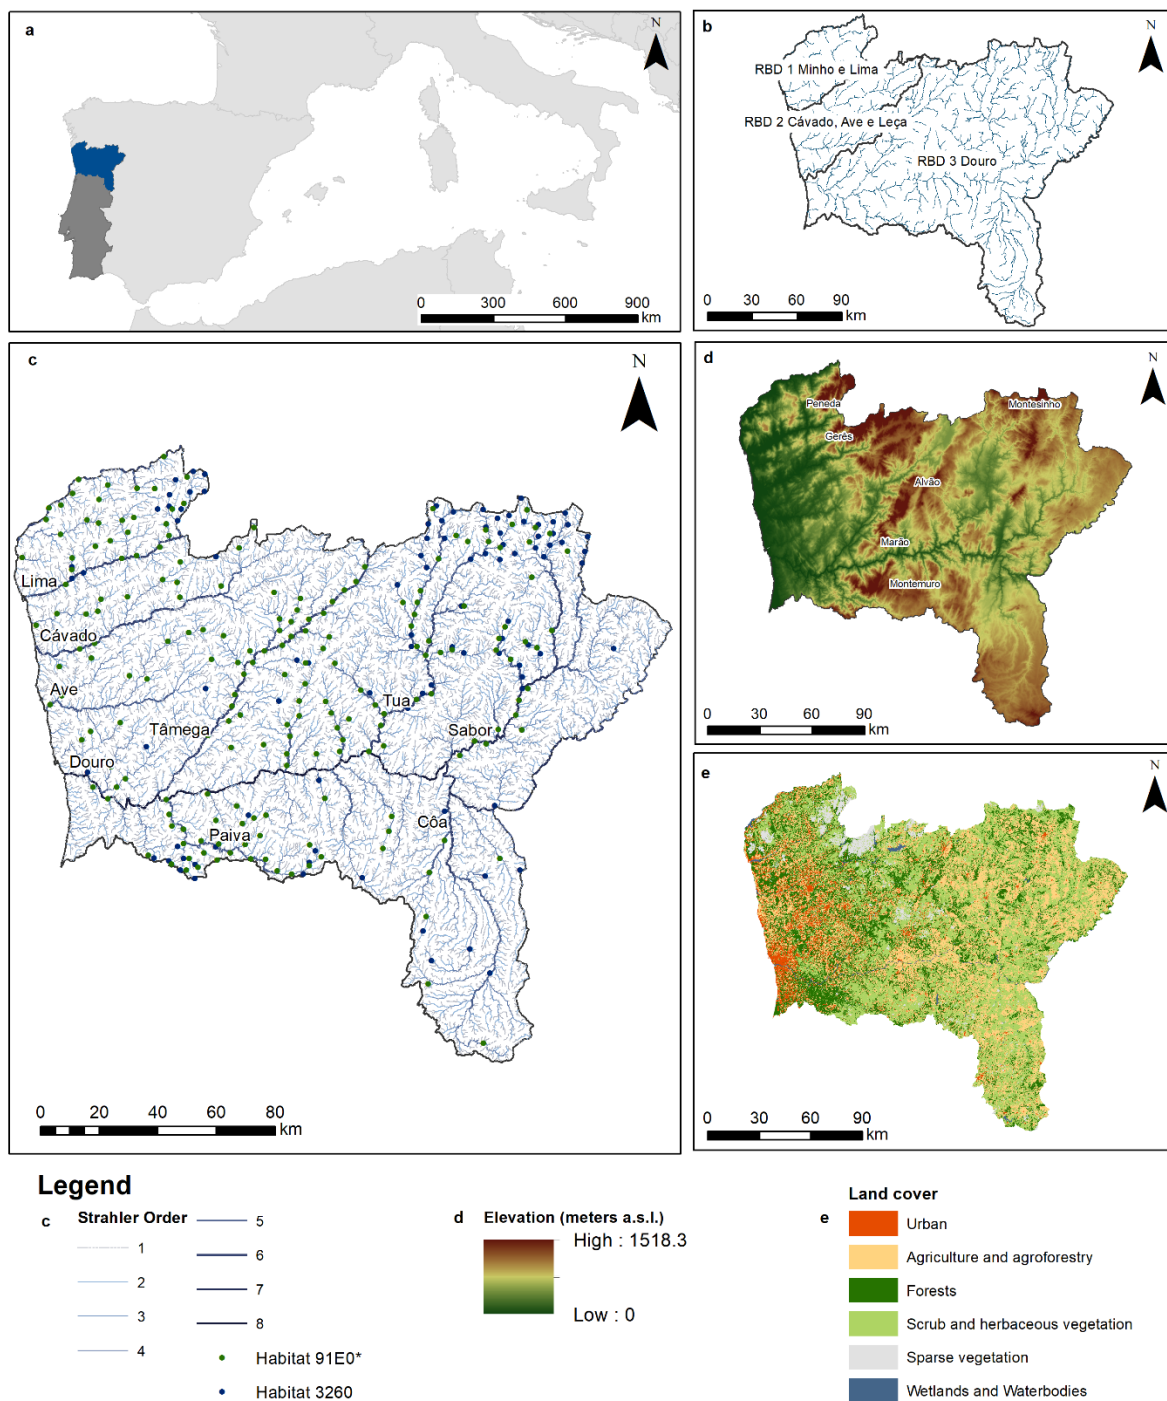 a
N
0 300 600 900
km
b
N
RBD 1 Minho e Lima
RBD 2 Cávado, Ave e Leça
RBD 3 Douro
0 30 60 90
km
c
N
Lima
Cávado
Ave
Tâmega
Tua
Sabor
Douro
Paiva
Côa
0 20 40 60 80
km
d
N
Peneda
Montesinho
Gerês
Alvão
Marão
Montemuro
0 30 60 90
km
e
N
0 30 60 90
km
Legend
c Strahler Order
1
2
3
4
5
6
7
8
Habitat 91E0*
Habitat 3260
d Elevation (meters a.s.l.)
High : 1518.3
Low : 0
Land cover
e
Urban
Agriculture and agroforestry
Forests
Scrub and herbaceous vegetation
Sparse vegetation
Wetlands and Waterbodies